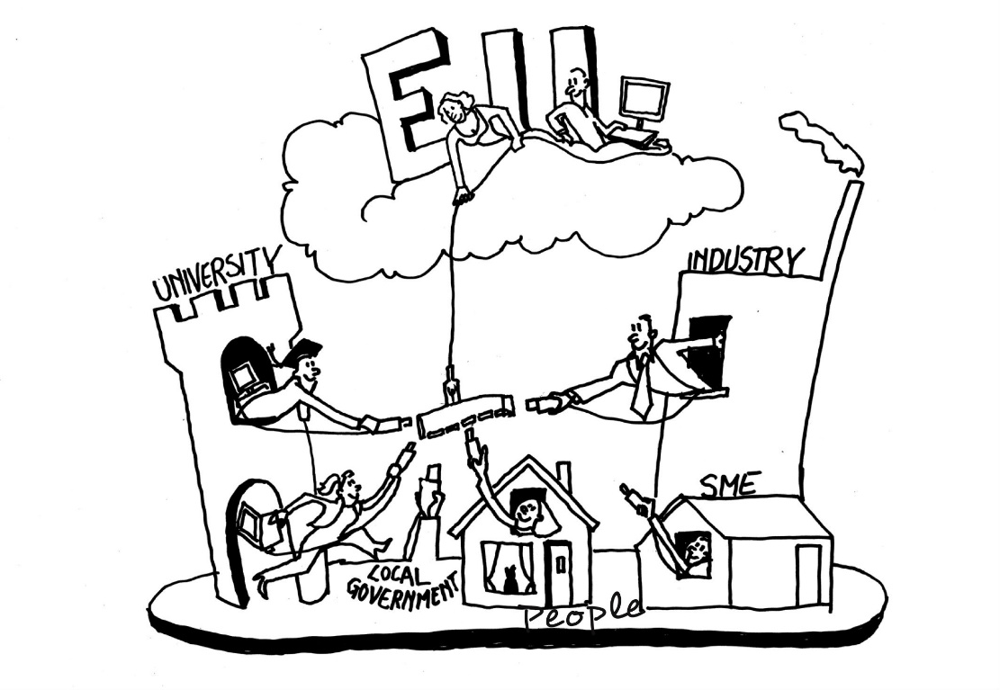 EU
UNIVERSITY
INDUSTRY
SME
LOCAL
GOVERNMENT
people